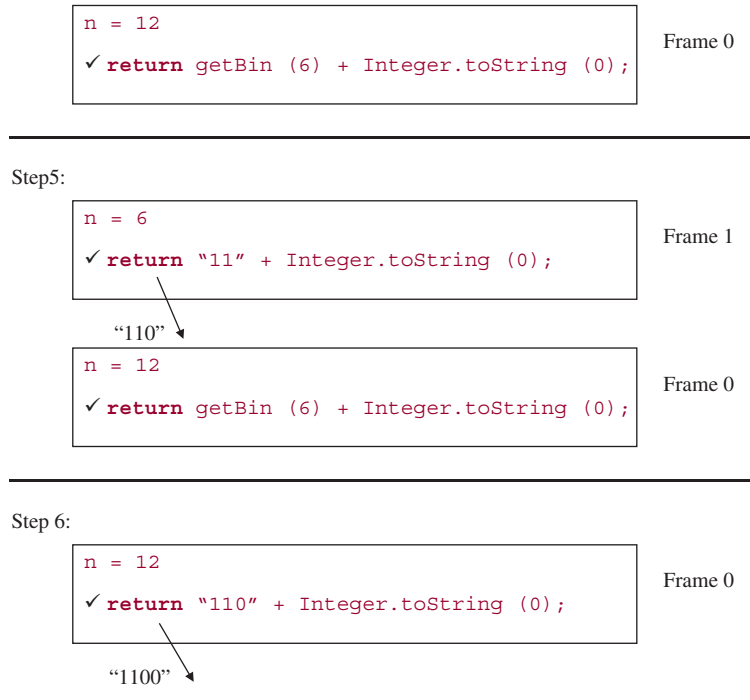 n = 12
Frame 0
✓ return getBin (6) + Integer.toString (0);
Step5:
n = 6
Frame 1
✓ return “11” + Integer.toString (0);
“110”
n = 12
Frame 0
✓ return getBin (6) + Integer.toString (0);
Step 6:
n = 12
Frame 0
✓ return “110” + Integer.toString (0);
“1100”